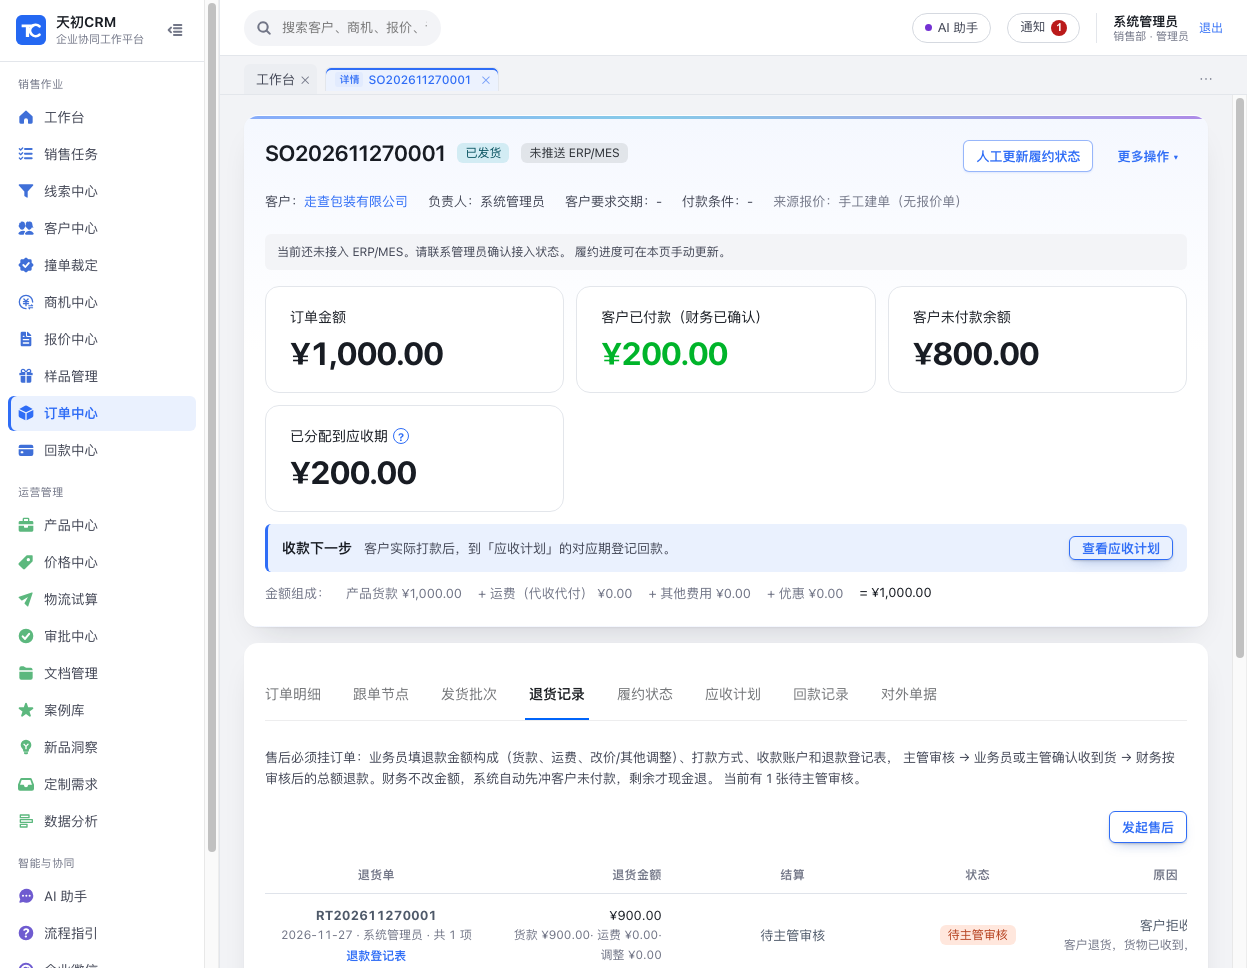 天初CRM
企业协同工作平台
搜索客户、商机、报价、
AI 助手
通知 1
系统管理员
销售部 · 管理员
退出
工作台
详情 SO202611270001
销售作业
工作台
销售任务
线索中心
客户中心
撞单裁定
商机中心
报价中心
样品管理
订单中心
回款中心
运营管理
产品中心
价格中心
物流试算
审批中心
文档管理
案例库
新品洞察
定制需求
数据分析
智能与协同
AI 助手
流程指引
SO202611270001 已发货 未推送 ERP/MES
人工更新履约状态 更多操作
客户：走查包装有限公司 负责人：系统管理员 客户要求交期：- 付款条件：- 来源报价：手工建单（无报价单）
当前还未接入 ERP/MES。请联系管理员确认接入状态。 履约进度可在本页手动更新。
订单金额
¥1,000.00
客户已付款（财务已确认）
¥200.00
客户未付款余额
¥800.00
已分配到应收期 ?
¥200.00
收款下一步 客户实际打款后，到「应收计划」的对应期登记回款。 查看应收计划
金额组成： 产品货款 ¥1,000.00 + 运费（代收代付） ¥0.00 + 其他费用 ¥0.00 + 优惠 ¥0.00 = ¥1,000.00
订单明细 跟单节点 发货批次 退货记录 履约状态 应收计划 回款记录 对外单据
售后必须挂订单：业务员填退款金额构成（货款、运费、改价/其他调整）、打款方式、收款账户和退款登记表， 主管审核 → 业务员或主管确认收到货 → 财务按
审核后的总额退款。财务不改金额，系统自动先冲客户未付款，剩余才现金退。 当前有 1 张待主管审核。
发起售后
退货单 退货金额 结算 状态 原因
RT202611270001
2026-11-27 · 系统管理员 · 共 1 项
退款登记表
¥900.00
货款 ¥900.00· 运费 ¥0.00·
调整 ¥0.00
待主管审核
待主管审核
客户拒收
客户退货，货物已收到，